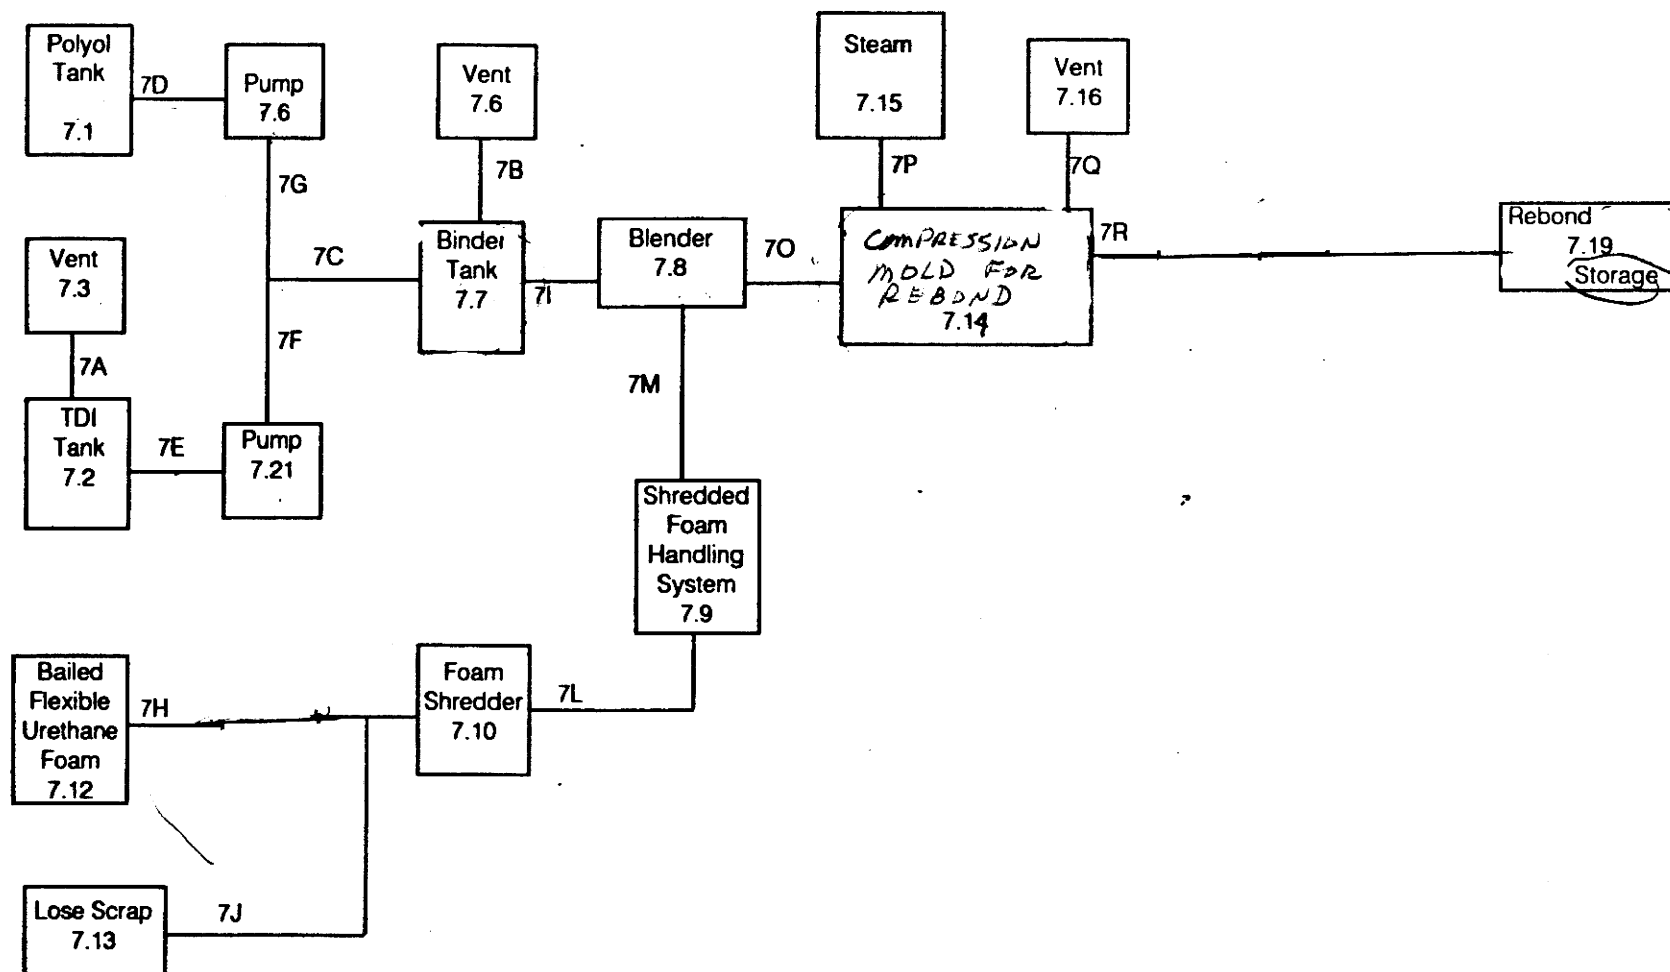 Polyol
Tank
7.1
7D
Pump
7.6
Vent
7.6
Steam
7.15
Vent
7.16
7G
7B
7P
7Q
Vent
7.3
7C
Binder
Tank
7.7
7I
Blender
7.8
7O
COMPRESSION
MOLD FOR
REBOND
7.14
7R
Rebond
7.19
Storage
7A
7F
7M
TDI
Tank
7.2
7E
Pump
7.21
Shredded
Foam
Handling
System
7.9
Bailed
Flexible
Urethane
Foam
7.12
7H
Foam
Shredder
7.10
7L
Lose Scrap
7.13
7J